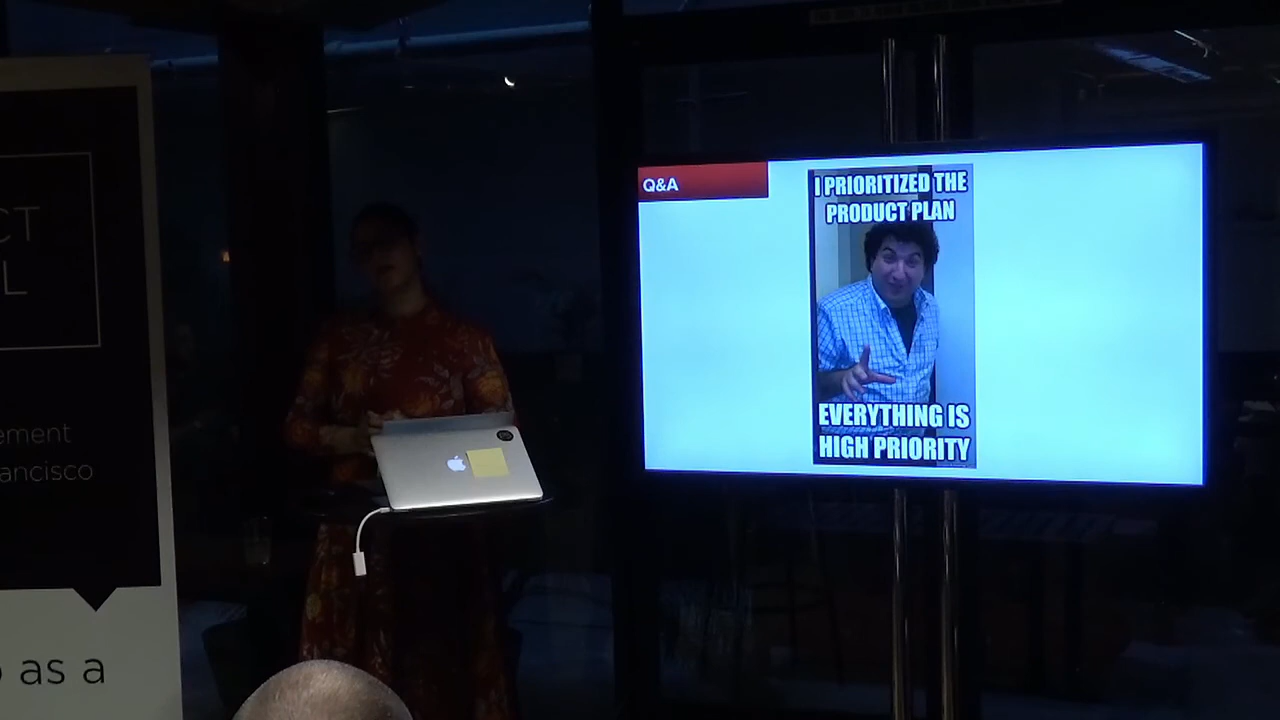 CT
L
ement
ancisco
as a
Q&A
I PRIORITIZED THE
PRODUCT PLAN
EVERYTHING IS
HIGH PRIORITY